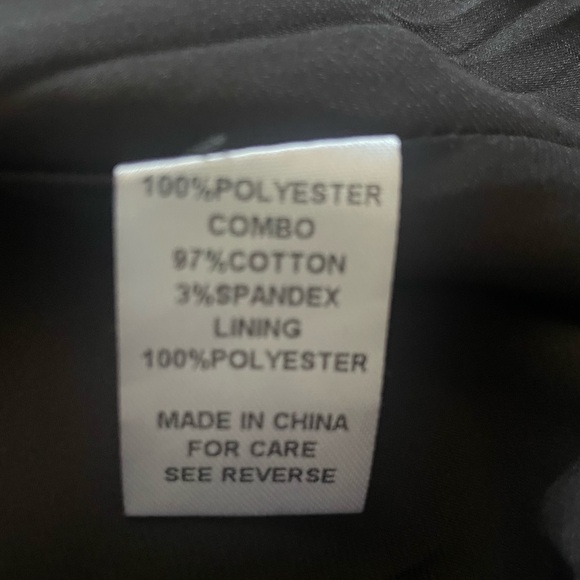 100%POLYESTER
COMBO
97%COTTON
3%SPANDEX
LINING
100%POLYESTER
MADE IN CHINA
FOR CARE
SEE REVERSE